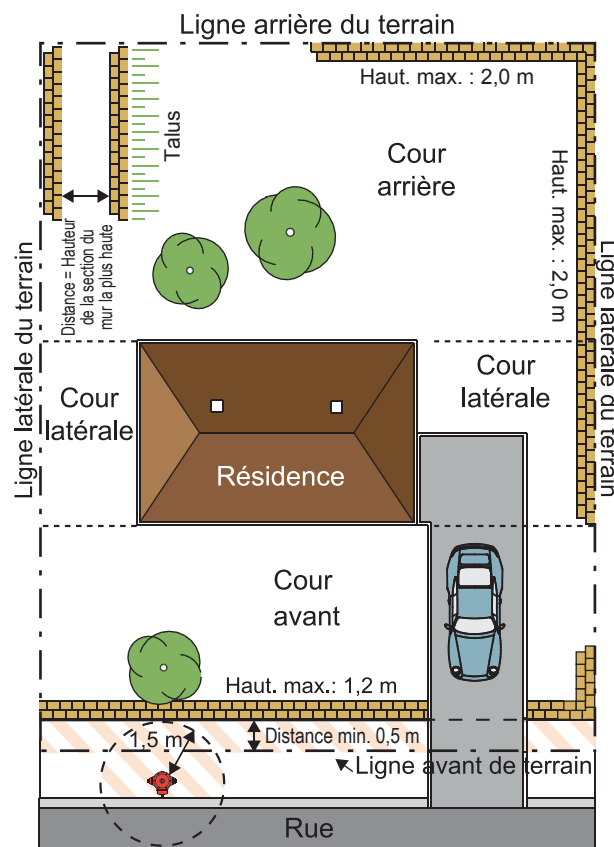 Ligne arrière du terrain
Haut. max. : 2,0 m
Talus
Cour
arrière
Haut. max. : 2,0 m
Distance = Hauteur
de la section du
mur la plus haute
Ligne latérale du terrain
Ligne latérale du terrain
Cour
latérale
Cour
latérale
Résidence
Cour
avant
Haut. max.: 1,2 m
1,5 m
Distance min. 0,5 m
Ligne avant de terrain
Rue